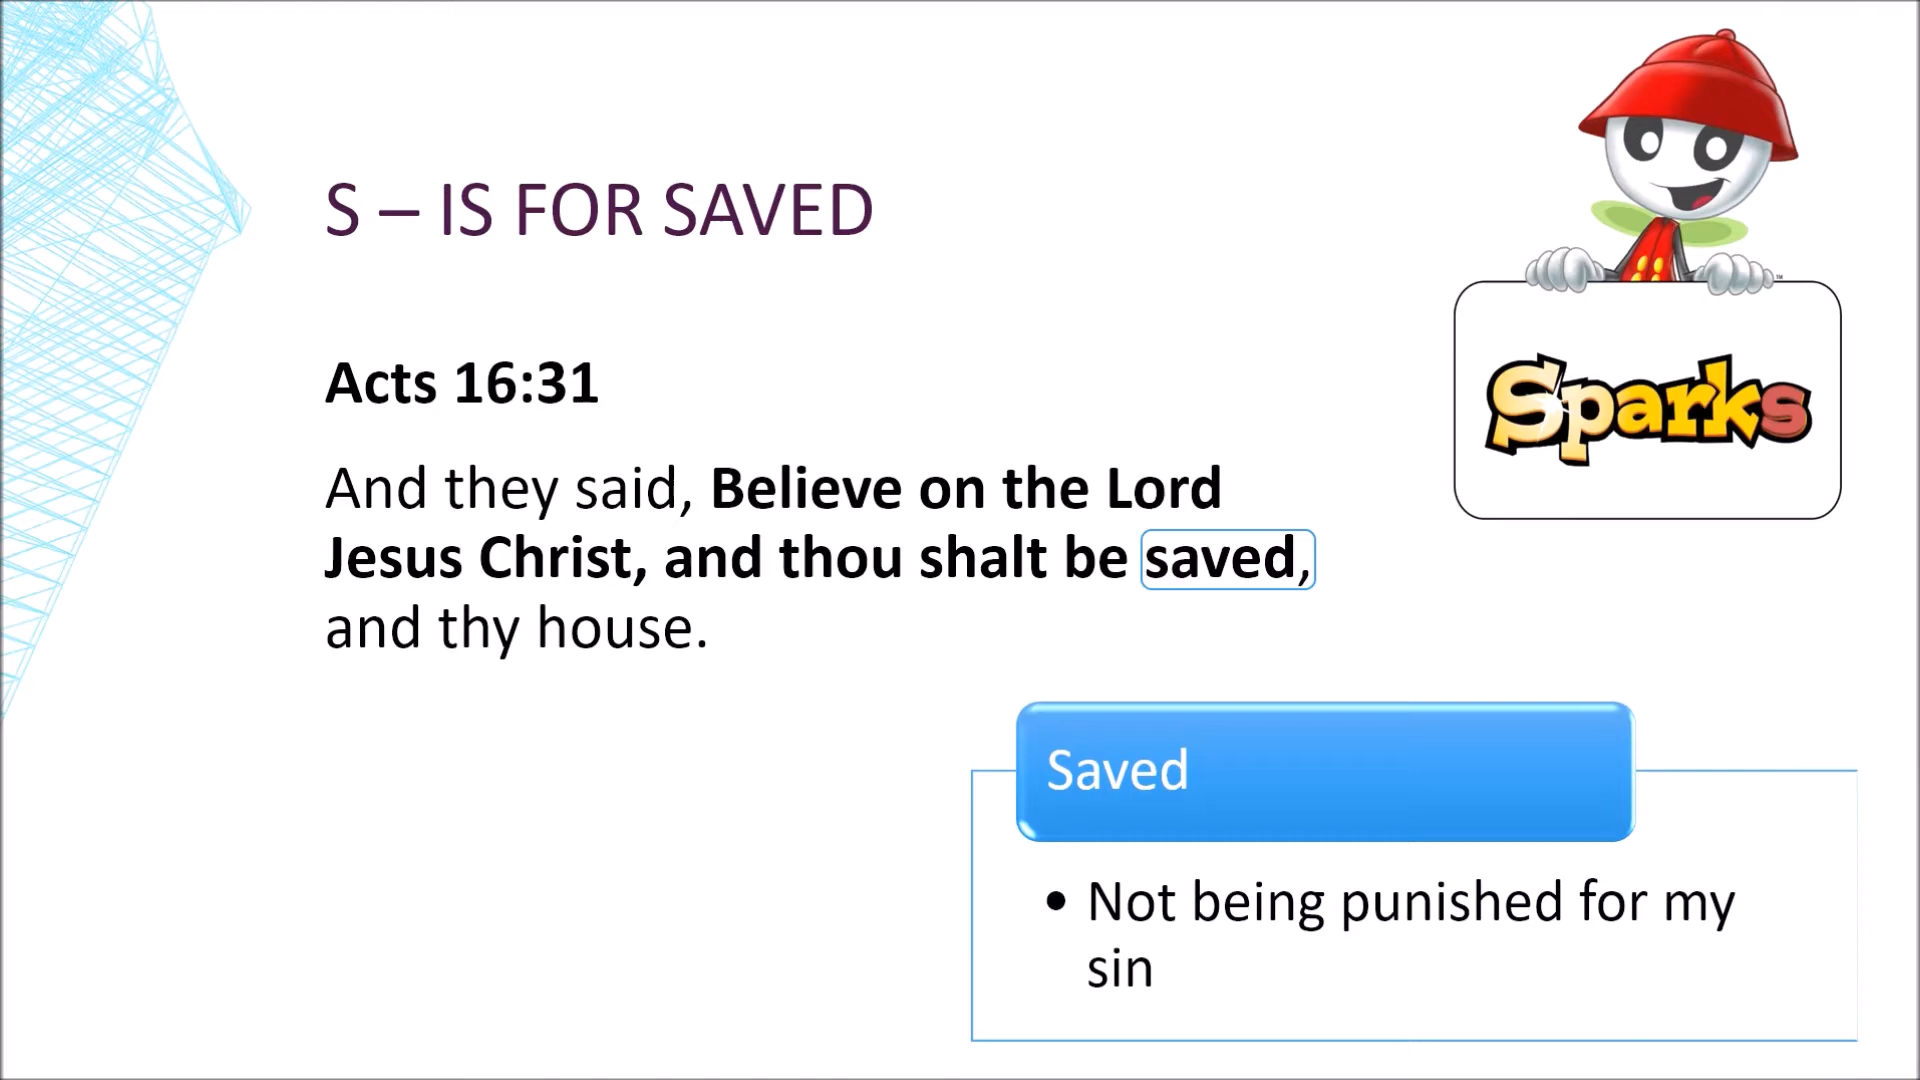 S – IS FOR SAVED
Acts 16:31
And they said, Believe on the Lord
Jesus Christ, and thou shalt be saved,
and thy house.
™
Sparks
Saved
• Not being punished for my
sin